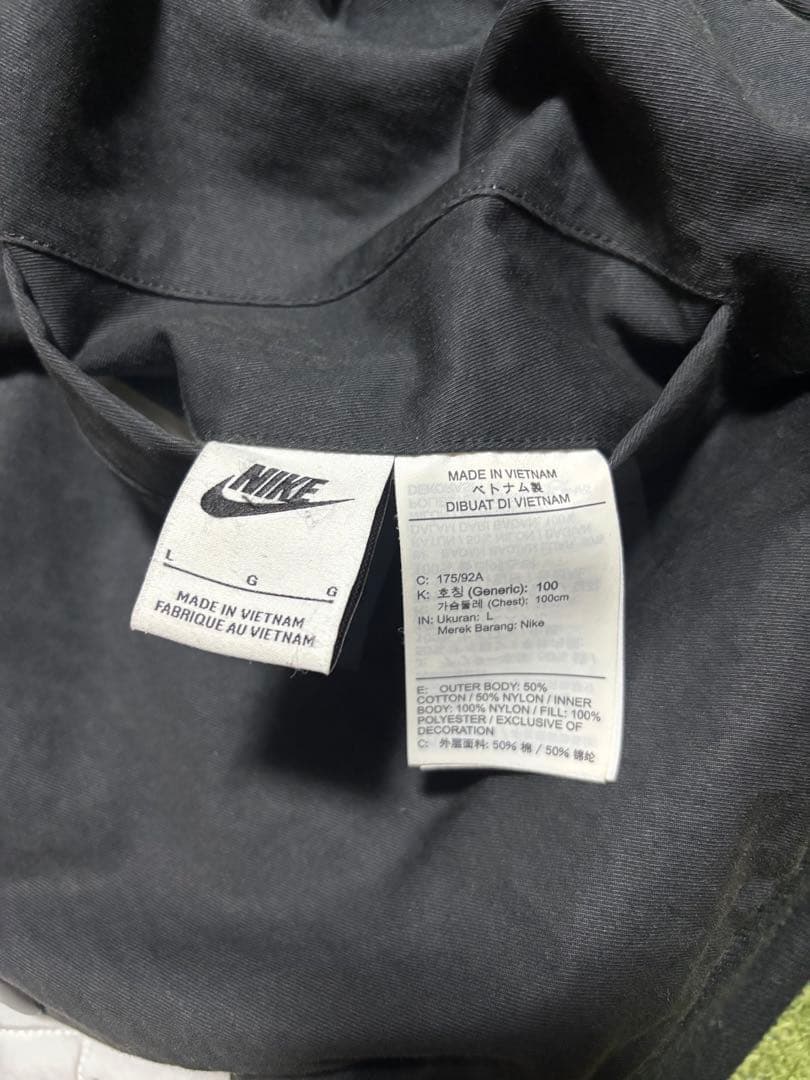 NIKE
L
G
G
MADE IN VIETNAM
FABRIQUE AU VIETNAM
MADE IN VIETNAM
ベトナム製
DIBUAT DI VIETNAM
C: 175/92A
K: 호칭 (Generic): 100
가슴둘레 (Chest): 100cm
IN: Ukuran: L
Merek Barang: Nike
E: OUTER BODY: 50%
COTTON / 50% NYLON / INNER
BODY: 100% NYLON / FILL: 100%
POLYESTER / EXCLUSIVE OF
DECORATION
C: 外层面料: 50% 棉 / 50% 锦纶